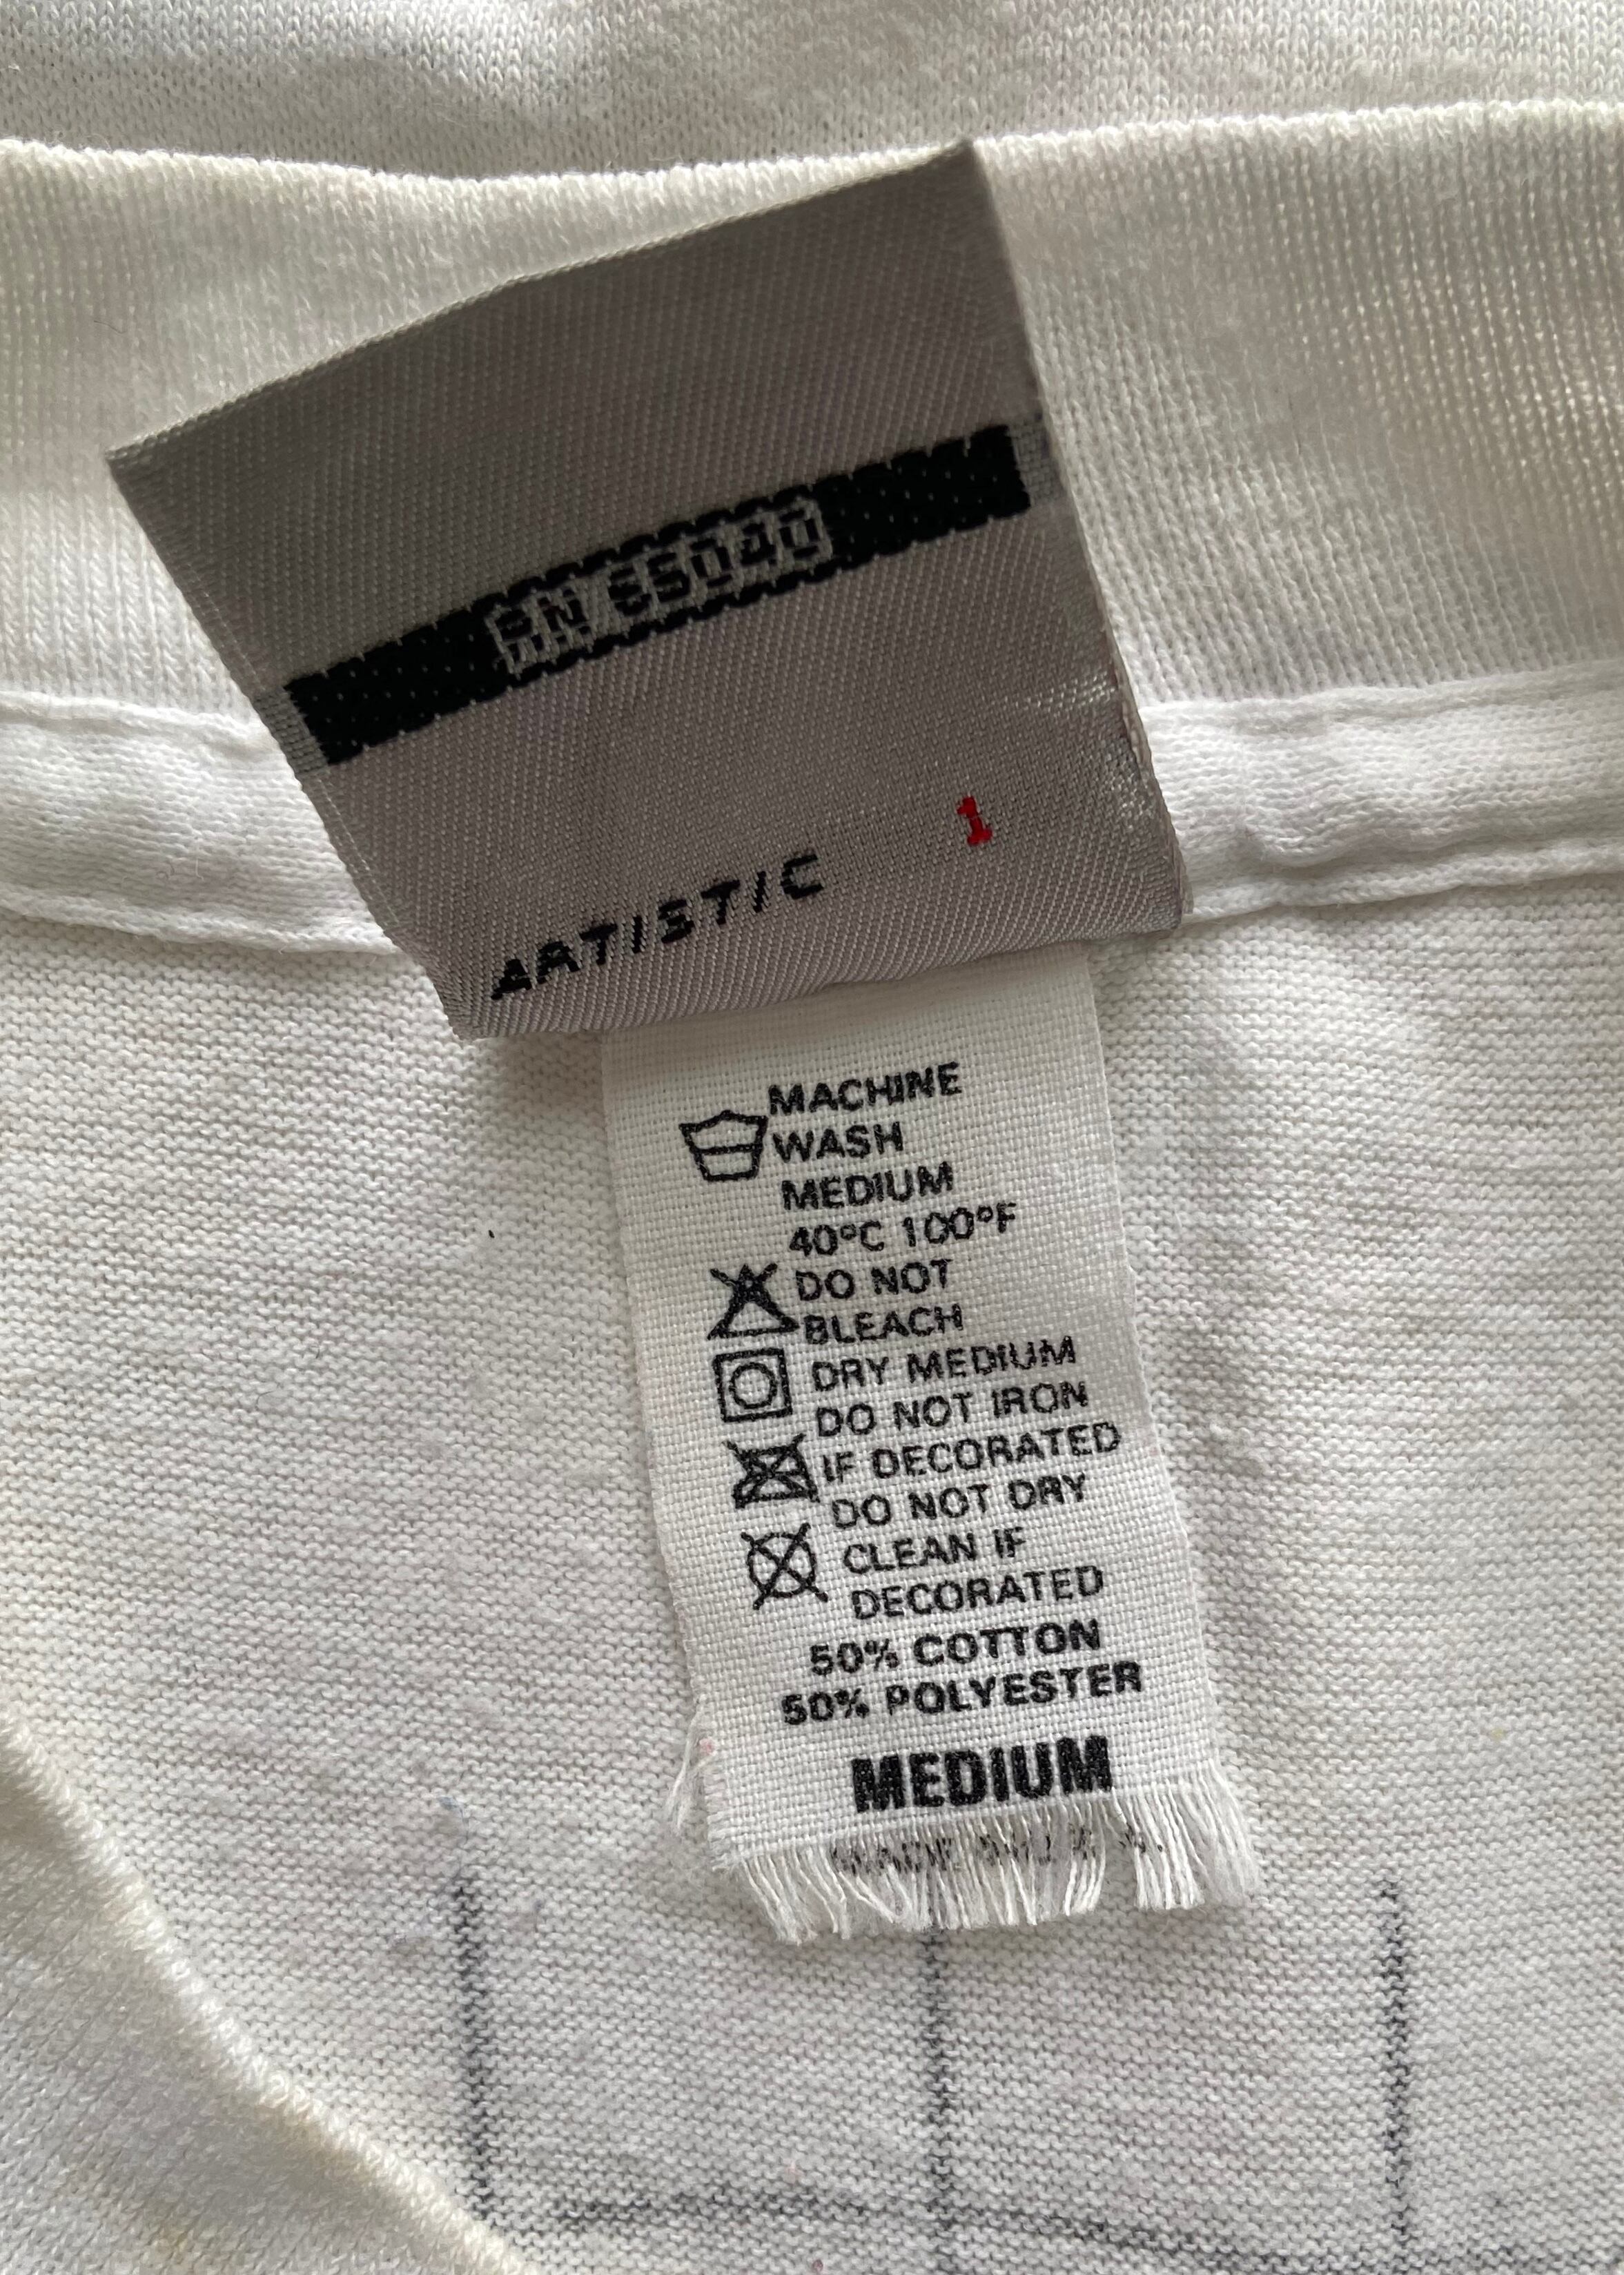 RN 65040
1
ARTISTIC
MACHINE
WASH
MEDIUM
40°C 100°F
DO NOT
BLEACH
DRY MEDIUM
DO NOT IRON
IF DECORATED
DO NOT DRY
CLEAN IF
DECORATED
50% COTTON
50% POLYESTER
MEDIUM
MADE